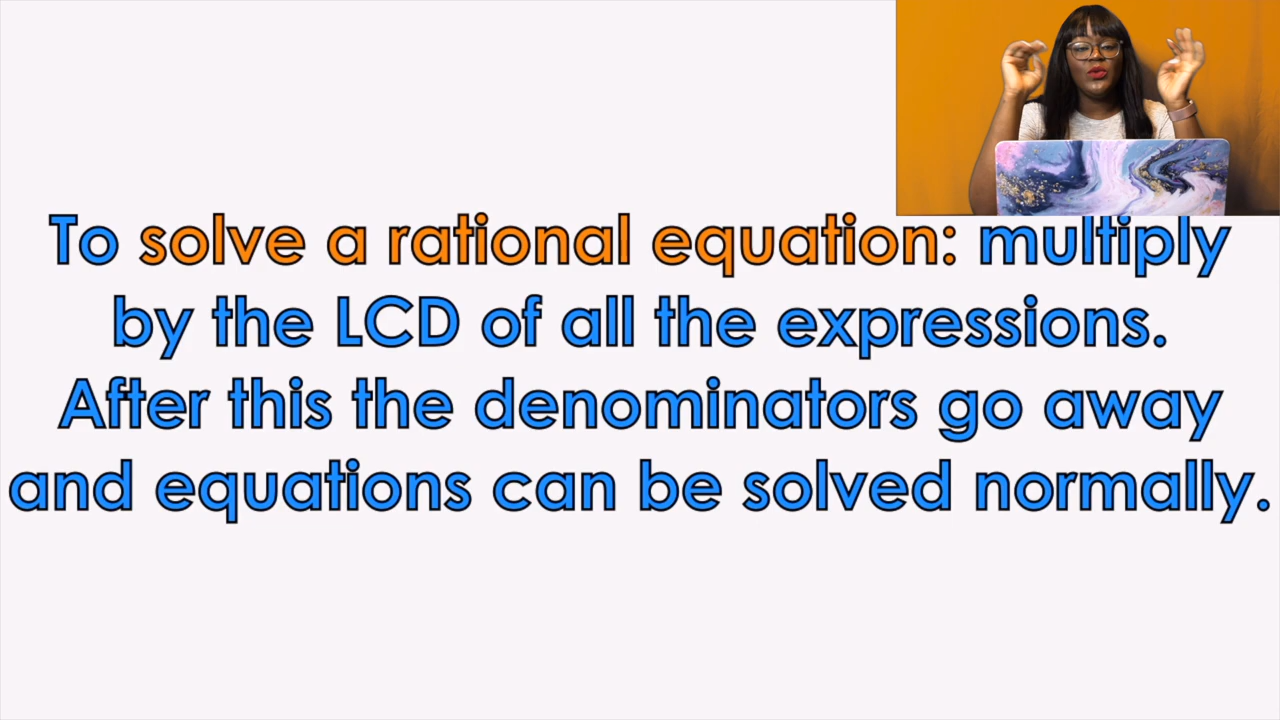 To solve a rational equation: multiply
by the LCD of all the expressions.
After this the denominators go away
and equations can be solved normally.